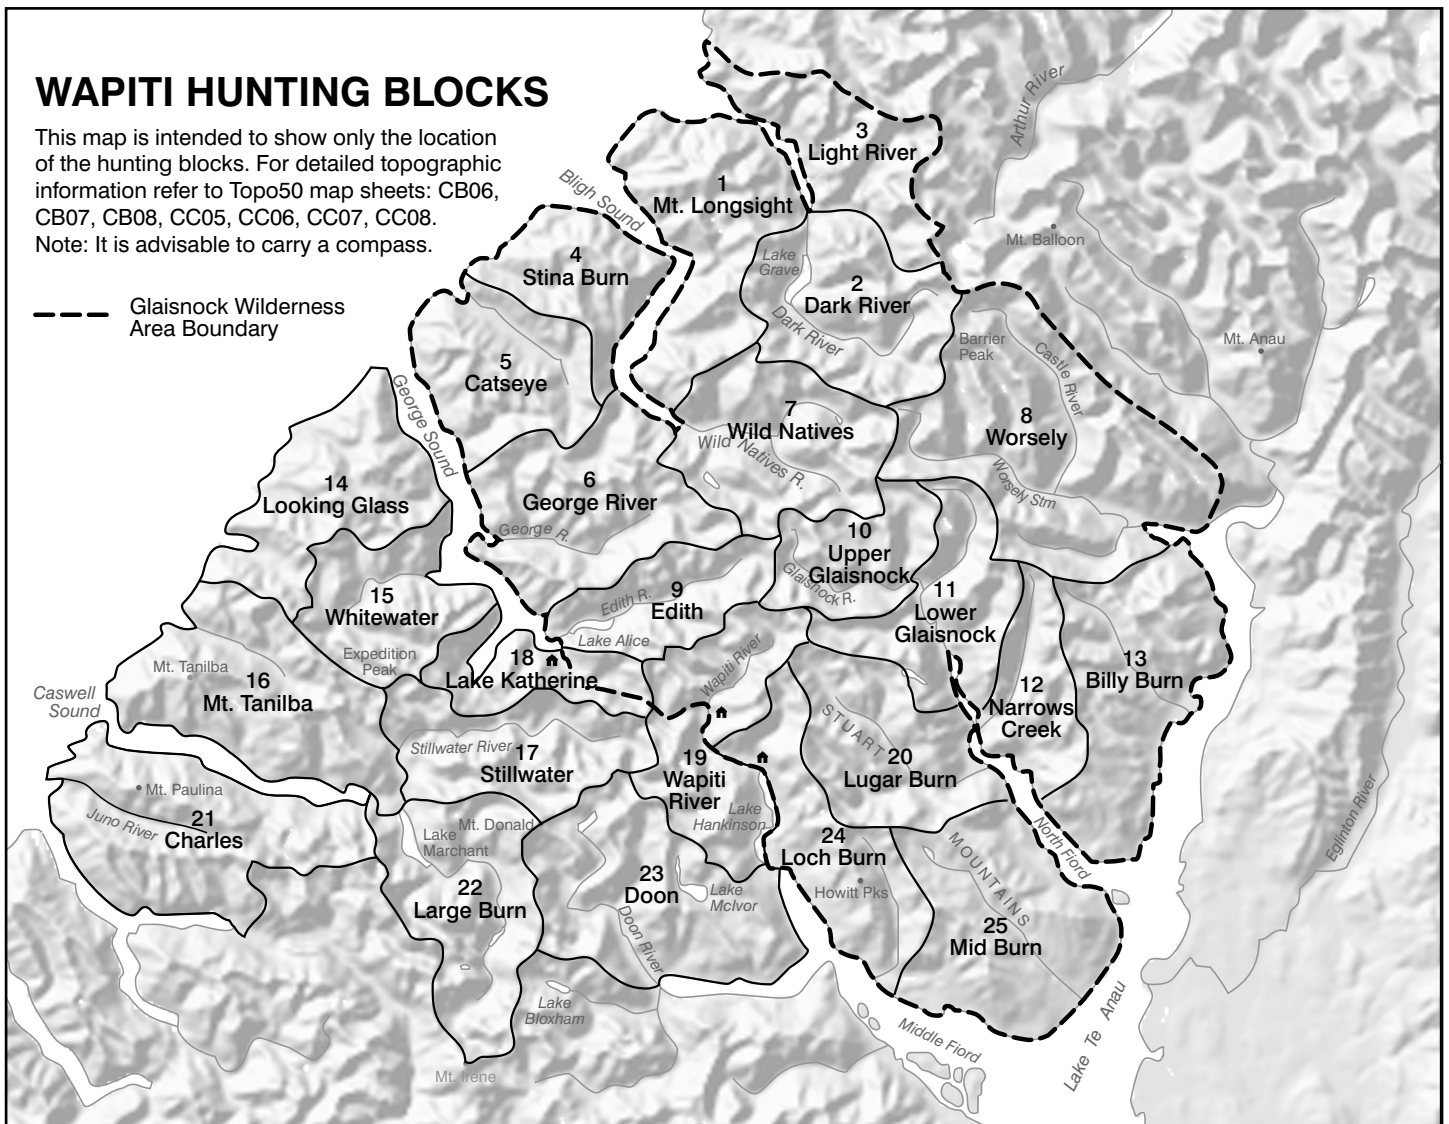 WAPITI HUNTING BLOCKS
This map is intended to show only the location
of the hunting blocks. For detailed topographic
information refer to Topo50 map sheets: CB06,
CB07, CB08, CC05, CC06, CC07, CC08.
Note: It is advisable to carry a compass.
Glaisnock Wilderness
Area Boundary
Arthur River
3
Light River
1
Mt. Longsight
Bligh Sound
Mt. Balloon
4
Stina Burn
Lake
Grave
2
Dark River
Dark River
Barrier
Peak
Castle River
Mt. Anau
5
Catseye
George Sound
7
Wild Natives
Wild Natives R.
8
Worsely
Worsely Stm
14
Looking Glass
6
George River
George R.
10
Upper
Glaisnock
Glaisnock R.
15
Whitewater
9
Edith
Edith R.
Lake Alice
11
Lower
Glaisnock
Expedition
Peak
18
Lake Katherine
Wapiti River
13
Billy Burn
12
Narrows
Creek
Mt. Tanilba
16
Mt. Tanilba
Caswell
Sound
Stillwater River
17
Stillwater
19
Wapiti
River
STUART
20
Lugar Burn
Mt. Paulina
Juno River
21
Charles
Lake
Marchant
Mt. Donald
Lake
Hankinson
24
Loch Burn
Howitt Pks
North Fiord
Eglinton River
MOUNTAINS
22
Large Burn
23
Doon
Lake
McIvor
Doon River
25
Mid Burn
Lake
Bloxham
Middle Fiord
Lake Te Anau
Mt. Irene